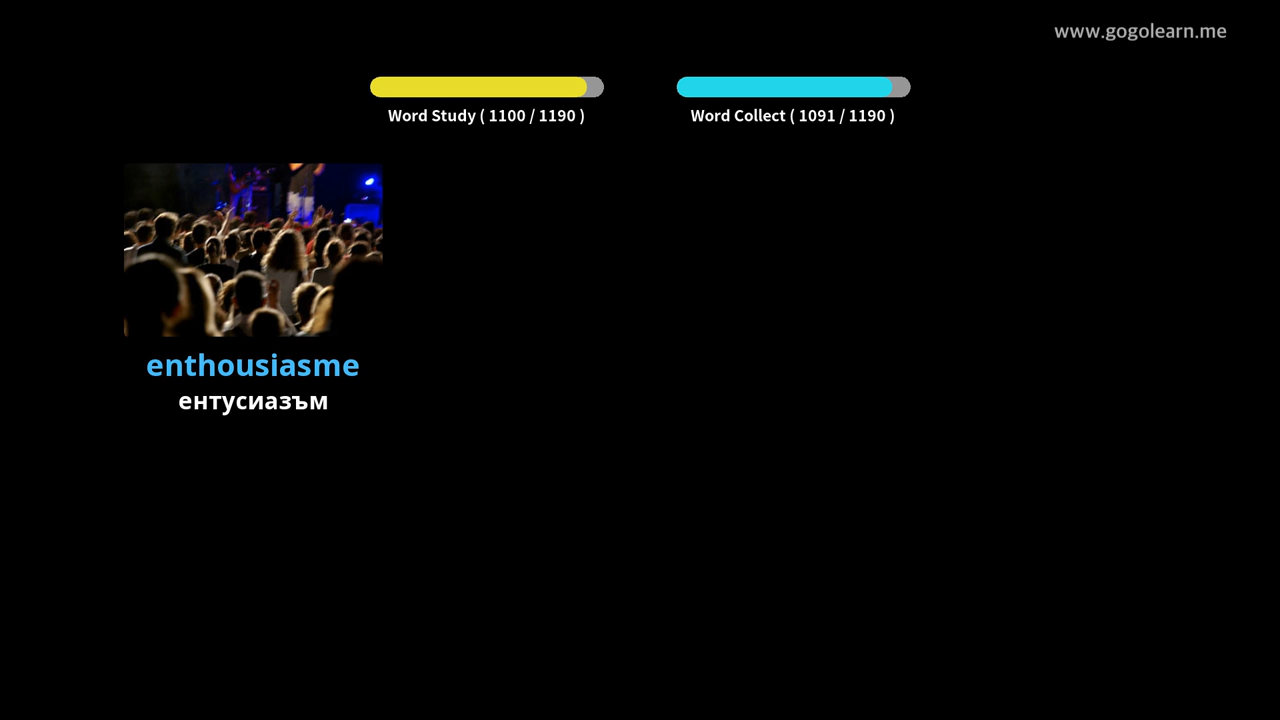 www.gogolearn.me
Word Study ( 1100 / 1190 )
Word Collect ( 1091 / 1190 )
enthousiasme
ентусиазъм